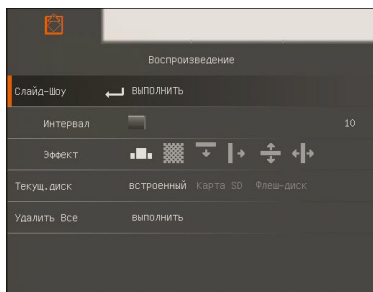 Воспроизведение
Слайд-Шоу ВЫПОЛНИТЬ
Интервал 10
Эффект
Текущ.диск встроенный Карта SD Флеш-диск
Удалить Все ВЫПОЛНИТЬ